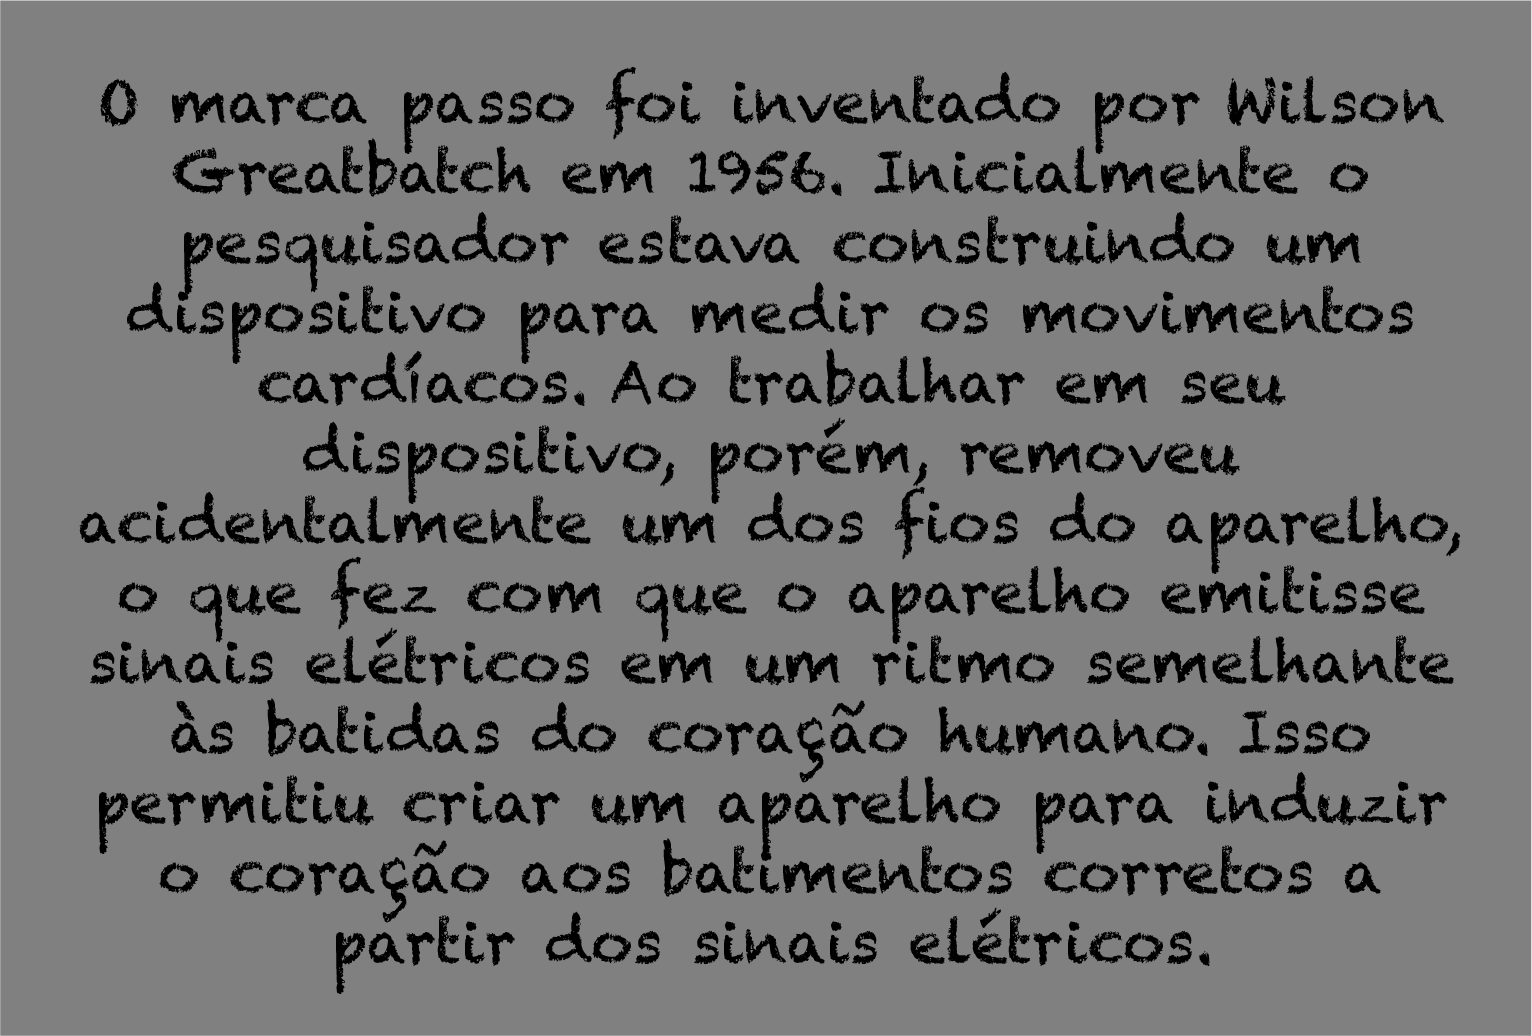 O marca passo foi inventado por Wilson
Greatbatch em 1956. Inicialmente o
pesquisador estava construindo um
dispositivo para medir os movimentos
cardíacos. Ao trabalhar em seu
dispositivo, porém, removeu
acidentalmente um dos fios do aparelho,
o que fez com que o aparelho emitisse
sinais elétricos em um ritmo semelhante
às batidas do coração humano. Isso
permitiu criar um aparelho para induzir
o coração aos batimentos corretos a
partir dos sinais elétricos.